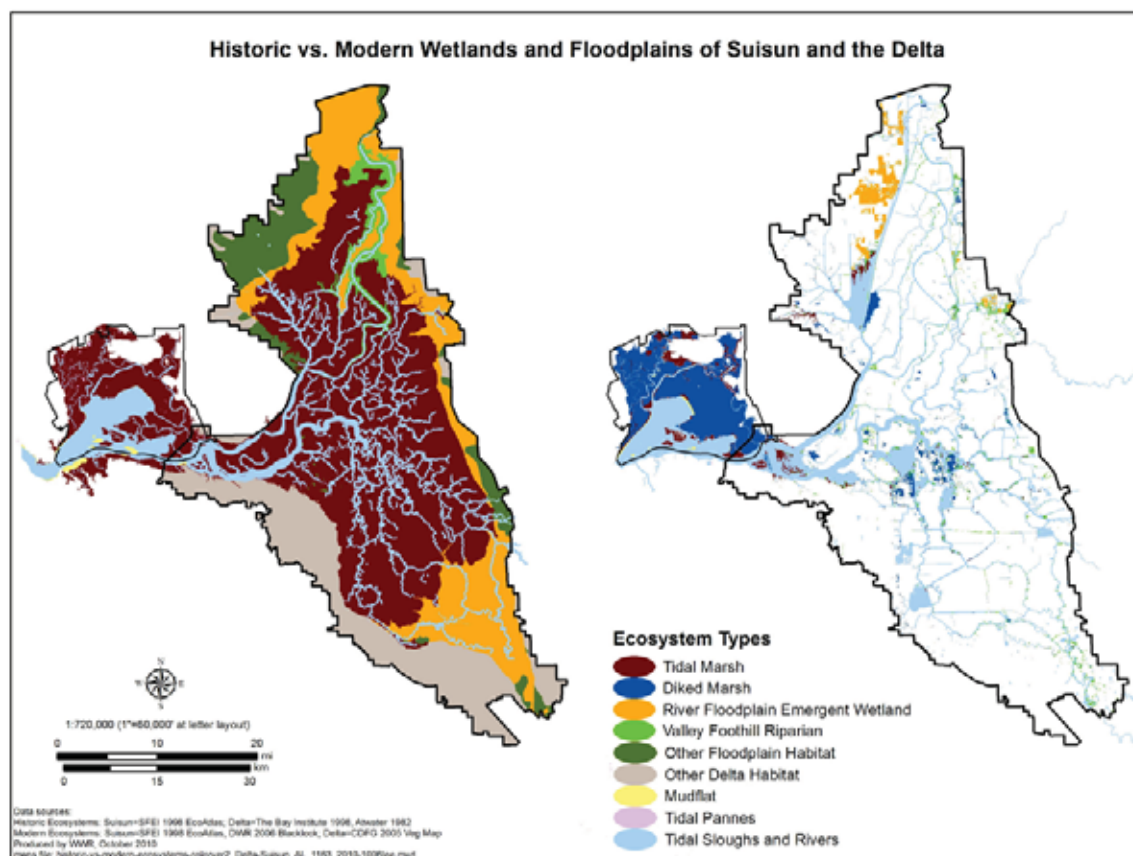 Historic vs. Modern Wetlands and Floodplains of Suisun and the Delta
N
W
E
S
1:720,000 (1"=60,000' at letter layout)
0 10 20
mi
km
0 15 30
Ecosystem Types
Tidal Marsh
Diked Marsh
River Floodplain Emergent Wetland
Valley Foothill Riparian
Other Floodplain Habitat
Other Delta Habitat
Mudflat
Tidal Pannes
Tidal Sloughs and Rivers
Data sources:
Historic Ecosystems: Suisun=SFEI 1998 EcoAtlas; Delta=The Bay Institute 1998, Atwater 1982
Modern Ecosystems: Suisun=SFEI 1998 EcoAtlas, DWR 2006 Blacklock, Delta=CDFG 2005 Veg Map
Produced by WWR, October 2010